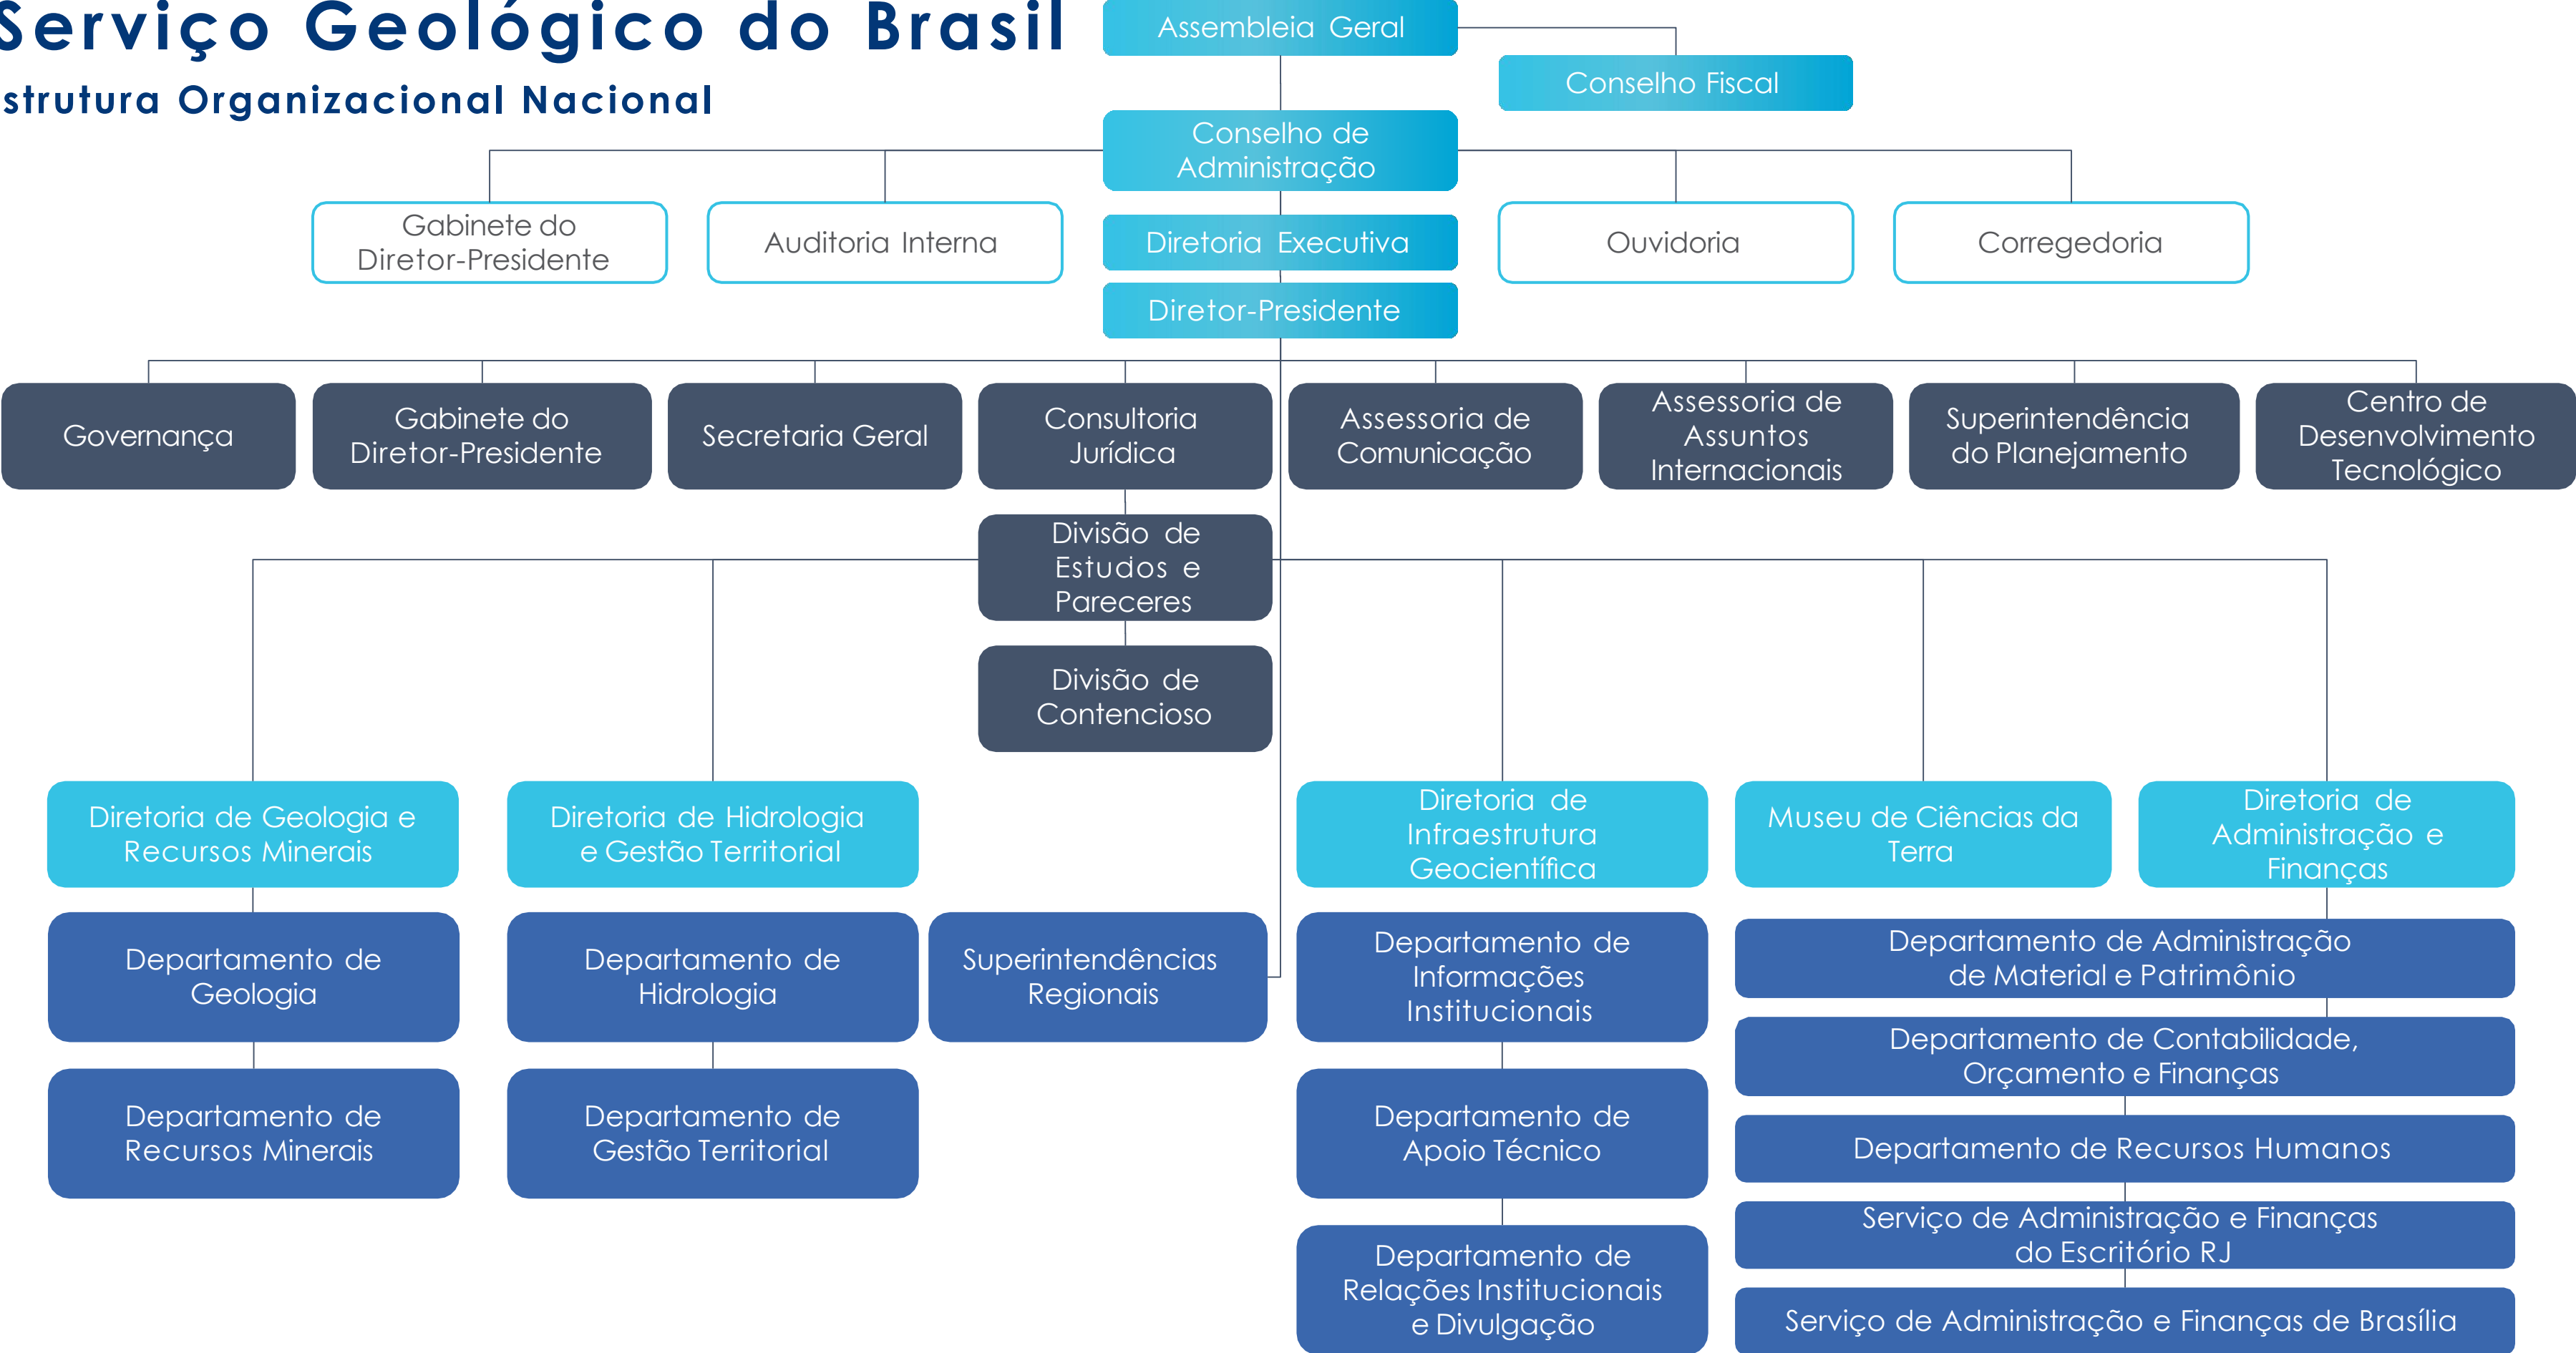 Serviço Geológico do Brasil
strutura Organizacional Nacional
Assembleia Geral
Conselho Fiscal
Conselho de
Administração
Gabinete do
Diretor-Presidente
Auditoria Interna
Diretoria Executiva
Ouvidoria
Corregedoria
Diretor-Presidente
Governança
Gabinete do
Diretor-Presidente
Secretaria Geral
Consultoria
Jurídica
Assessoria de
Comunicação
Assessoria de
Assuntos
Internacionais
Superintendência
do Planejamento
Centro de
Desenvolvimento
Tecnológico
Divisão de
Estudos e
Pareceres
Divisão de
Contencioso
Diretoria de Geologia e
Recursos Minerais
Diretoria de Hidrologia
e Gestão Territorial
Diretoria de
Infraestrutura
Geocientífica
Museu de Ciências da
Terra
Diretoria de
Administração e
Finanças
Departamento de
Geologia
Departamento de
Hidrologia
Superintendências
Regionais
Departamento de
Informações
Institucionais
Departamento de Administração
de Material e Patrimônio
Departamento de Contabilidade,
Orçamento e Finanças
Departamento de
Recursos Minerais
Departamento de
Gestão Territorial
Departamento de
Apoio Técnico
Departamento de Recursos Humanos
Serviço de Administração e Finanças
do Escritório RJ
Departamento de
Relações Institucionais
e Divulgação
Serviço de Administração e Finanças de Brasília